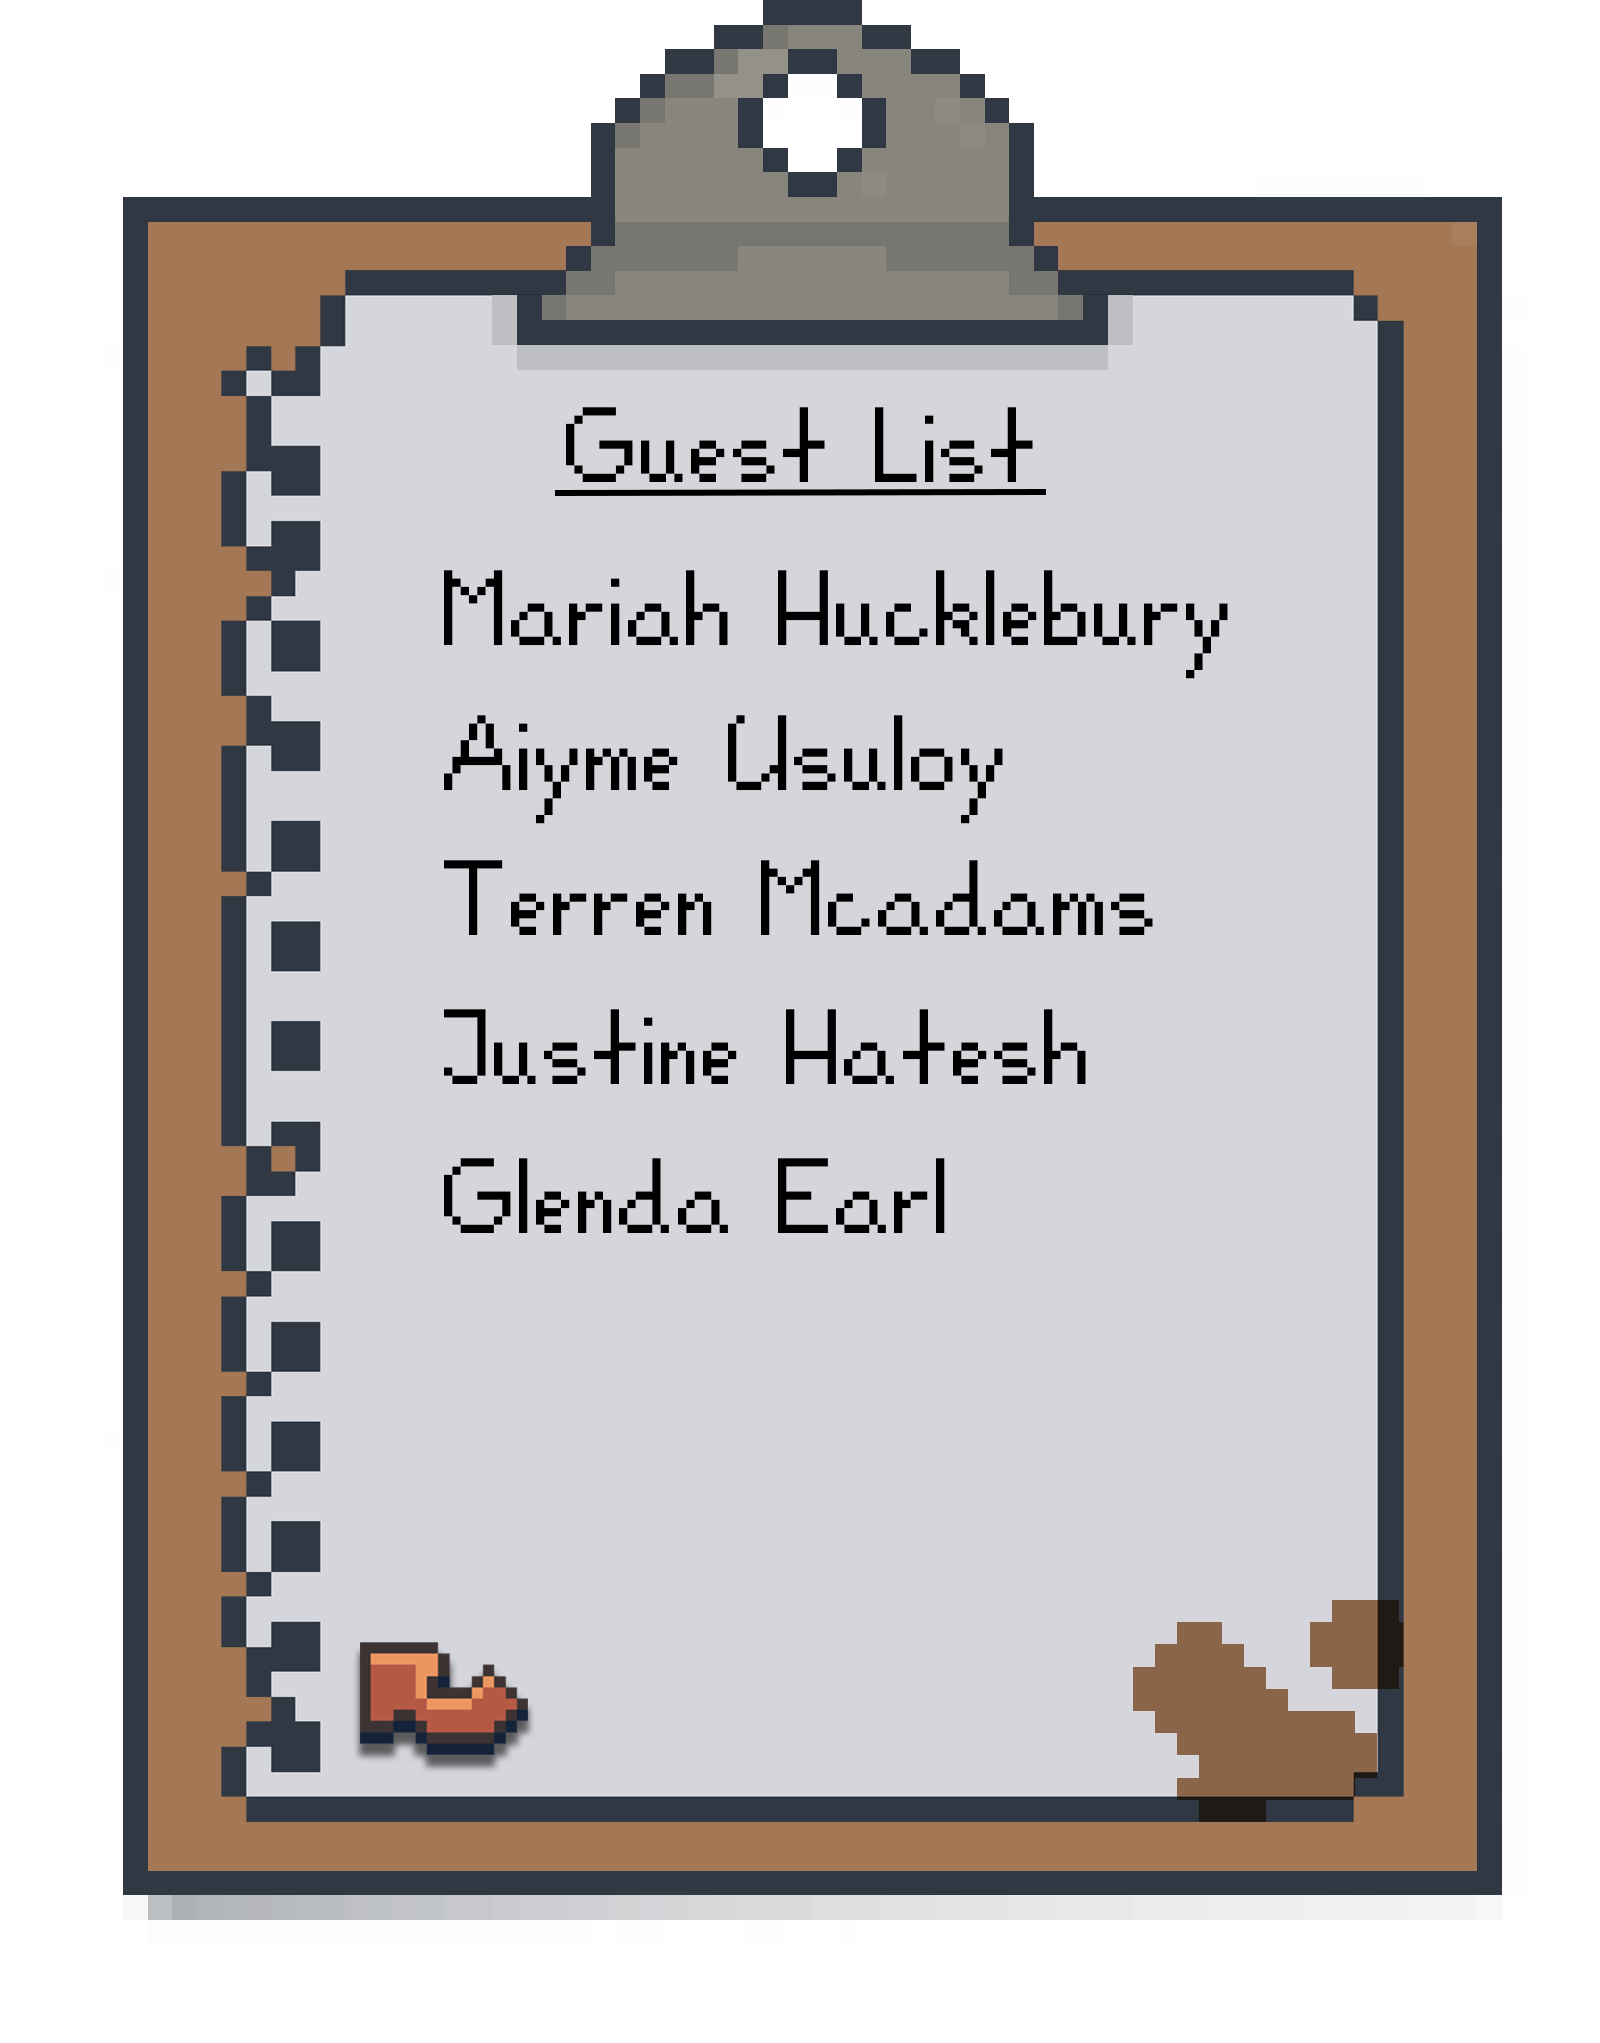 Guest List
Mariah Hucklebury
Aiyme Usuloy
Terren Mcadams
Justine Hatesh
Glenda Earl